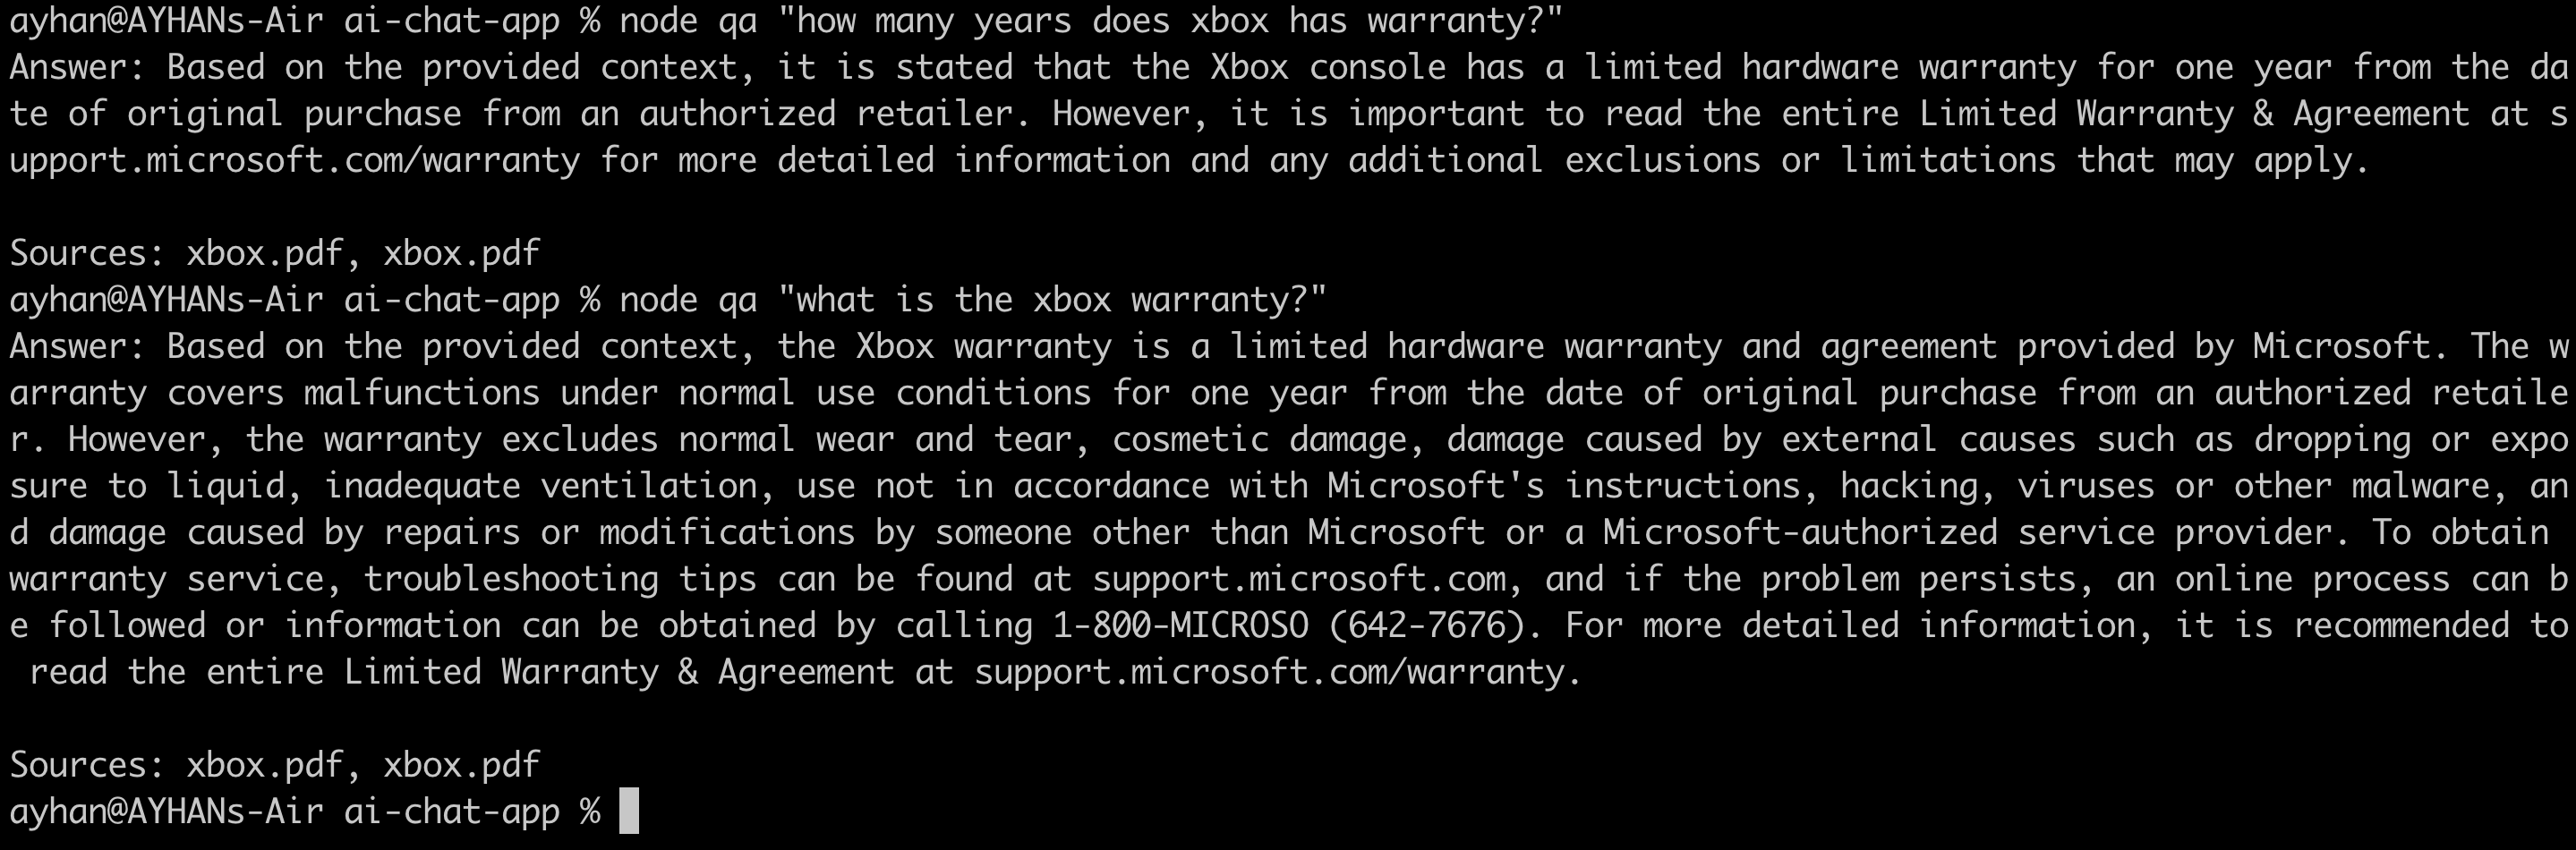 ayhan@AYHANs-Air ai-chat-app % node qa "how many years does xbox has warranty?"
Answer: Based on the provided context, it is stated that the Xbox console has a limited hardware warranty for one year from the da
te of original purchase from an authorized retailer. However, it is important to read the entire Limited Warranty & Agreement at s
upport.microsoft.com/warranty for more detailed information and any additional exclusions or limitations that may apply.
Sources: xbox.pdf, xbox.pdf
ayhan@AYHANs-Air ai-chat-app % node qa "what is the xbox warranty?"
Answer: Based on the provided context, the Xbox warranty is a limited hardware warranty and agreement provided by Microsoft. The w
arranty covers malfunctions under normal use conditions for one year from the date of original purchase from an authorized retaile
r. However, the warranty excludes normal wear and tear, cosmetic damage, damage caused by external causes such as dropping or expo
sure to liquid, inadequate ventilation, use not in accordance with Microsoft's instructions, hacking, viruses or other malware, an
d damage caused by repairs or modifications by someone other than Microsoft or a Microsoft-authorized service provider. To obtain
warranty service, troubleshooting tips can be found at support.microsoft.com, and if the problem persists, an online process can b
e followed or information can be obtained by calling 1-800-MICROSO (642-7676). For more detailed information, it is recommended to
 read the entire Limited Warranty & Agreement at support.microsoft.com/warranty.
Sources: xbox.pdf, xbox.pdf
ayhan@AYHANs-Air ai-chat-app %